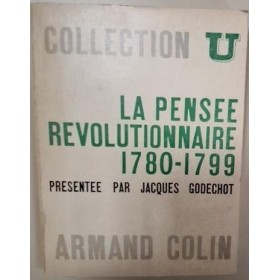 COLLECTION U
LA PENSEE
REVOLUTIONNAIRE
1780-1799
PRESENTEE PAR JACQUES GODECHOT
ARMAND COLIN